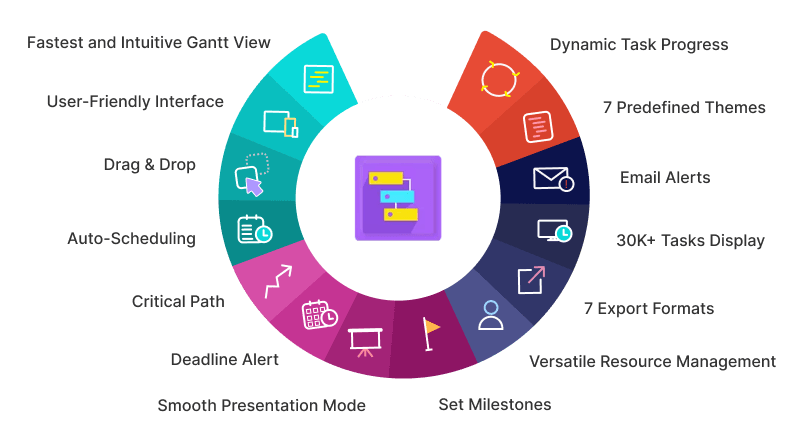 Fastest and Intuitive Gantt View
Dynamic Task Progress
User-Friendly Interface
7 Predefined Themes
Drag & Drop
Email Alerts
Auto-Scheduling
30K+ Tasks Display
Critical Path
7 Export Formats
Deadline Alert
Versatile Resource Management
Smooth Presentation Mode
Set Milestones